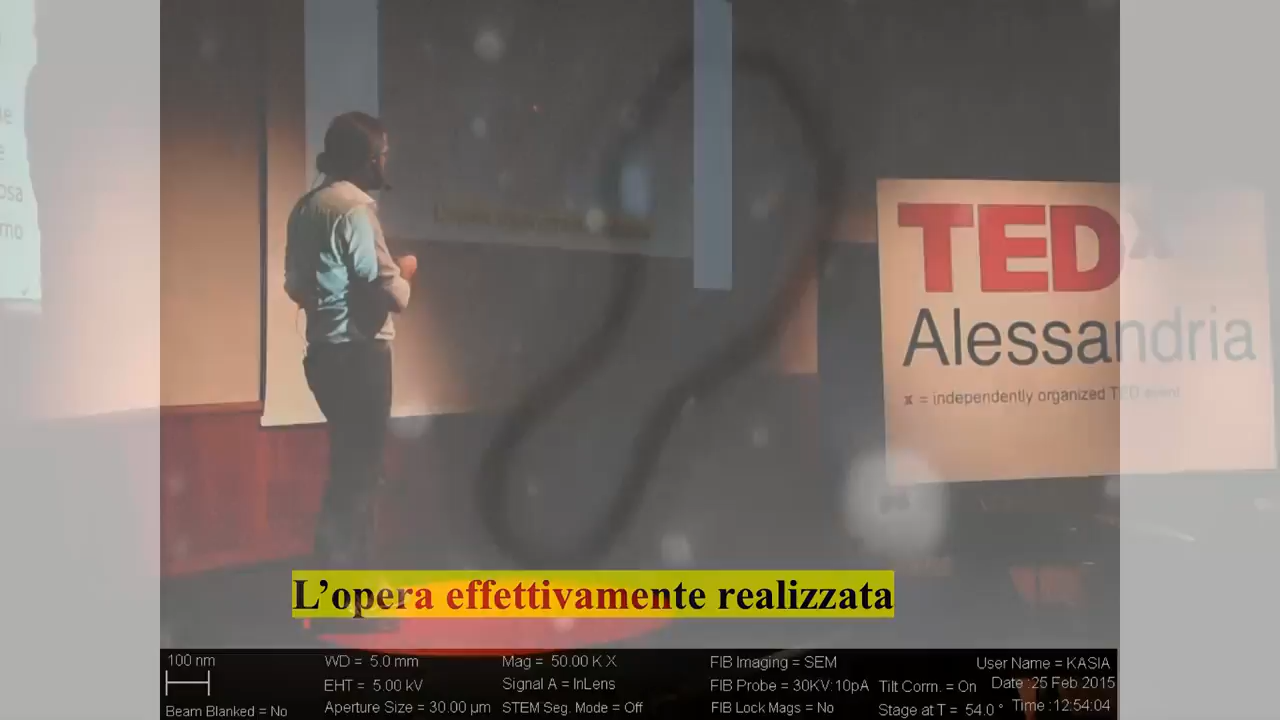 osa
TEDx
Alessandria
x = independently organized TED event
L'opera effettivamente realizzata
100 nm
Beam Blanked = No
WD = 5.0 mm
EHT = 5.00 kV
Aperture Size = 30.00 µm
Mag = 50.00 K X
Signal A = InLens
STEM Seg. Mode = Off
FIB Imaging = SEM
FIB Probe = 30KV:10pA
FIB Lock Mags = No
Tilt Corrn. = On
Stage at T = 54.0 °
User Name = KASIA
Date :25 Feb 2015
Time :12:54:04